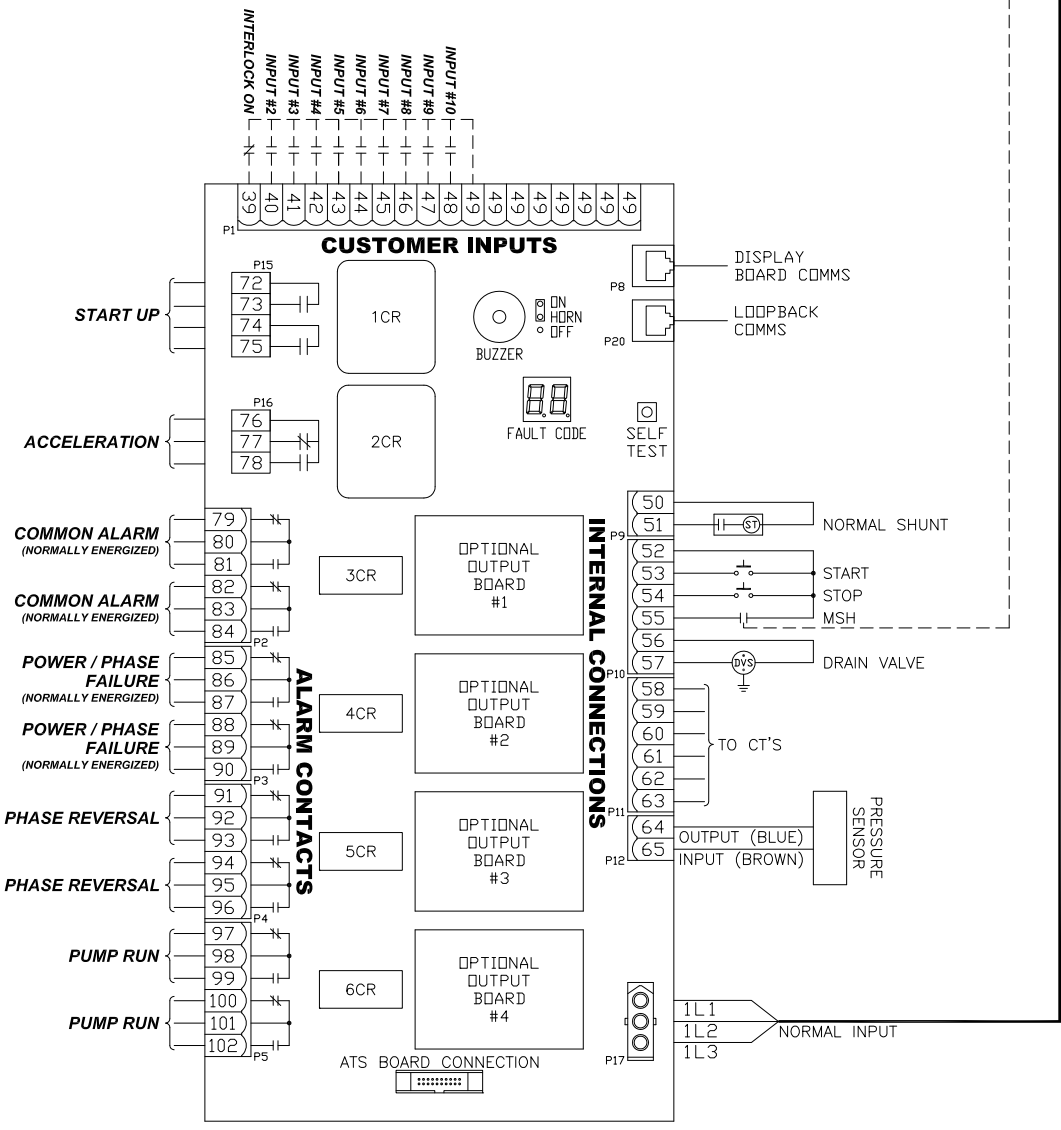 INTERLOCK ON
INPUT #2
INPUT #3
INPUT #4
INPUT #5
INPUT #6
INPUT #7
INPUT #8
INPUT #9
INPUT #10
39 40 41 42 43 44 45 46 47 48 49 49 49 49 49 49 49 49
P1
CUSTOMER INPUTS
P15
72
73
74
75
START UP
1CR
BUZZER
ON
HORN
OFF
P8
DISPLAY
BOARD COMMS
P20
LOOPBACK
COMMS
P16
76
77
78
ACCELERATION
2CR
FAULT CODE
SELF
TEST
INTERNAL CONNECTIONS
50
51
P9
ST
NORMAL SHUNT
52
53
54
55
START
STOP
MSH
56
57
P10
DVS
DRAIN VALVE
58
59
60
61
62
63
P11
TO CT'S
64
65
P12
OUTPUT (BLUE)
INPUT (BROWN)
PRESSURE
SENSOR
ALARM CONTACTS
COMMON ALARM
(NORMALLY ENERGIZED)
79
80
81
COMMON ALARM
(NORMALLY ENERGIZED)
82
83
84
P2
3CR
OPTIONAL
OUTPUT
BOARD
#1
POWER / PHASE
FAILURE
(NORMALLY ENERGIZED)
85
86
87
POWER / PHASE
FAILURE
(NORMALLY ENERGIZED)
88
89
90
P3
4CR
OPTIONAL
OUTPUT
BOARD
#2
PHASE REVERSAL
91
92
93
PHASE REVERSAL
94
95
96
P4
5CR
OPTIONAL
OUTPUT
BOARD
#3
PUMP RUN
97
98
99
PUMP RUN
100
101
102
P5
6CR
OPTIONAL
OUTPUT
BOARD
#4
P17
1L1
1L2
1L3
NORMAL INPUT
ATS BOARD CONNECTION